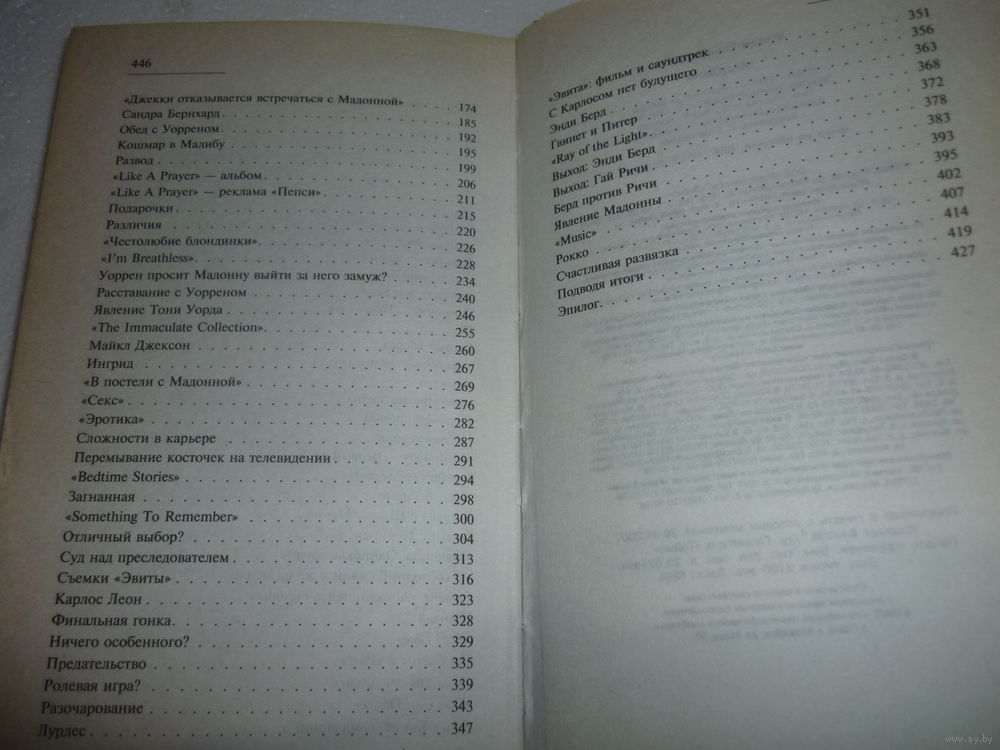 446
«Джекки отказывается встречаться с Мадонной» . . . . 174
Сандра Бернхард . . . . 185
Обед с Уорреном . . . . 192
Кошмар в Малибу . . . . 195
Развод . . . . 199
«Like A Prayer» — альбом . . . . 206
«Like A Prayer» — реклама «Пепси» . . . . 211
Подарочки . . . . 215
Различия . . . . 220
«Честолюбие блондинки» . . . . 226
«I'm Breathless» . . . . 228
Уоррен просит Мадонну выйти за него замуж? . . . . 234
Расставание с Уорреном . . . . 240
Явление Тони Уорда . . . . 246
«The Immaculate Collection» . . . . 255
Майкл Джексон . . . . 260
Ингрид . . . . 267
«В постели с Мадонной» . . . . 269
«Секс» . . . . 276
«Эротика» . . . . 282
Сложности в карьере . . . . 287
Перемывание косточек на телевидении . . . . 291
«Bedtime Stories» . . . . 294
Загнанная . . . . 298
«Something To Remember» . . . . 300
Отличный выбор? . . . . 304
Суд над преследователем . . . . 313
Съемки «Эвиты» . . . . 316
Карлос Леон . . . . 323
Финальная гонка . . . . 328
Ничего особенного? . . . . 329
Предательство . . . . 335
Ролевая игра? . . . . 339
Разочарование . . . . 343
Лурдес . . . . 347
«Эвита»: фильм и саундтрек . . . . 351
С Карлосом нет будущего . . . . 356
Энди Берд . . . . 363
Гвинет и Питер . . . . 368
«Ray of the Light» . . . . 372
Выход: Энди Берд . . . . 378
Выход: Гай Ричи . . . . 383
Берд против Ричи . . . . 393
Явление Мадонны . . . . 395
«Music» . . . . 402
Рокко . . . . 407
Счастливая развязка . . . . 414
Подводя итоги . . . . 419
Эпилог . . . . 427
www.ay.by